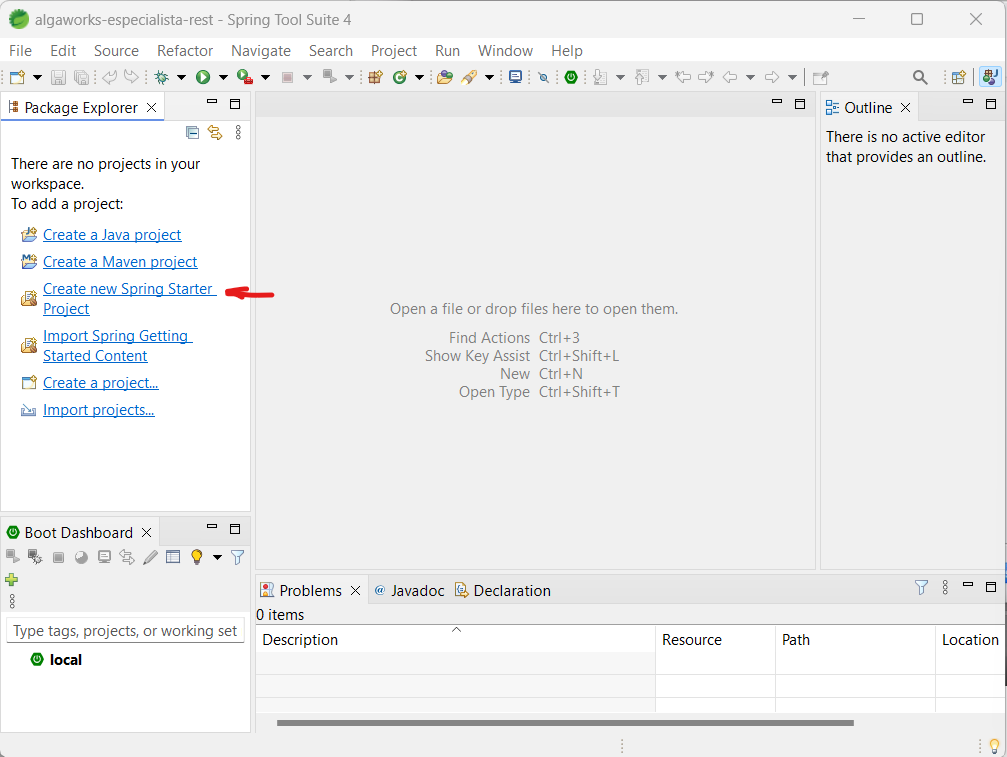 algaworks-especialista-rest - Spring Tool Suite 4
File Edit Source Refactor Navigate Search Project Run Window Help
Package Explorer
There are no projects in your
workspace.
To add a project:
Create a Java project
Create a Maven project
Create new Spring Starter
Project
Import Spring Getting
Started Content
Create a project...
Import projects...
Open a file or drop files here to open them.
Find Actions Ctrl+3
Show Key Assist Ctrl+Shift+L
New Ctrl+N
Open Type Ctrl+Shift+T
Outline
There is no active editor
that provides an outline.
Boot Dashboard
Type tags, projects, or working set
local
Problems @ Javadoc Declaration
0 items
Description Resource Path Location